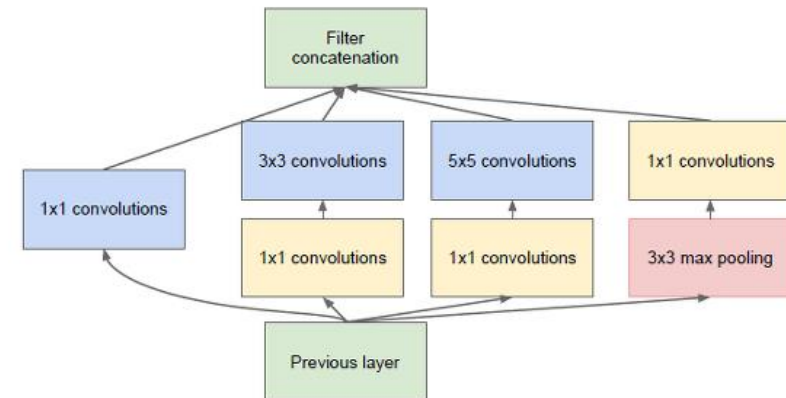 Filter
concatenation
3x3 convolutions
5x5 convolutions
1x1 convolutions
1x1 convolutions
1x1 convolutions
1x1 convolutions
3x3 max pooling
Previous layer